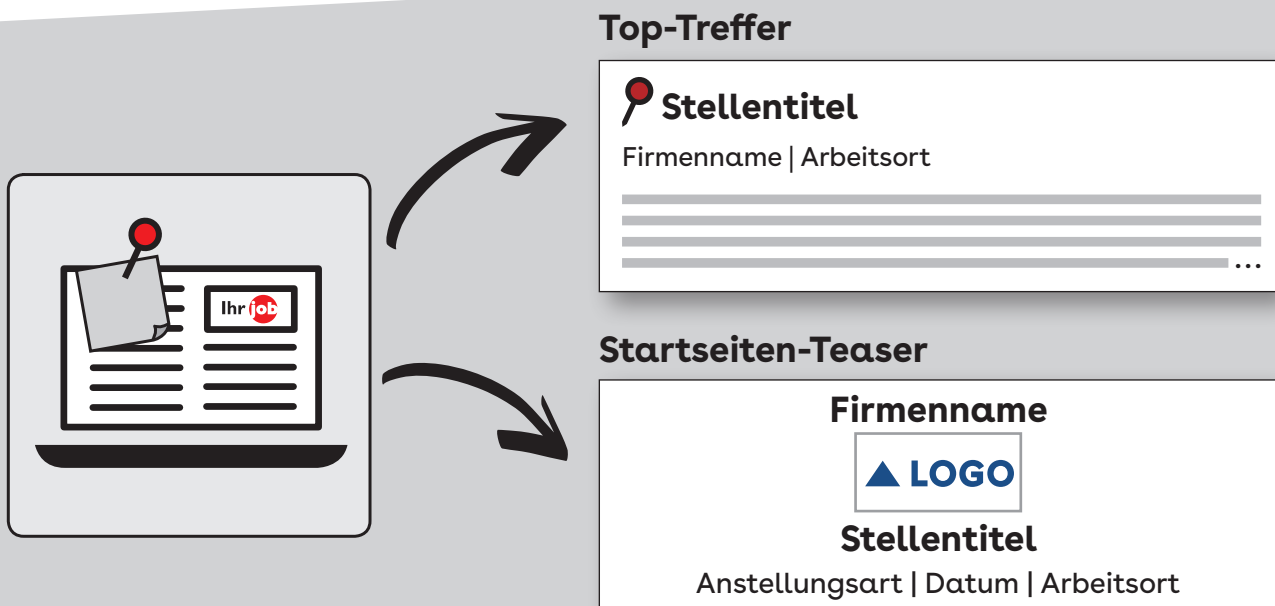 Top-Treffer
Stellentitel
Firmenname | Arbeitsort
...
Ihr job
Startseiten-Teaser
Firmenname
LOGO
Stellentitel
Anstellungsart | Datum | Arbeitsort